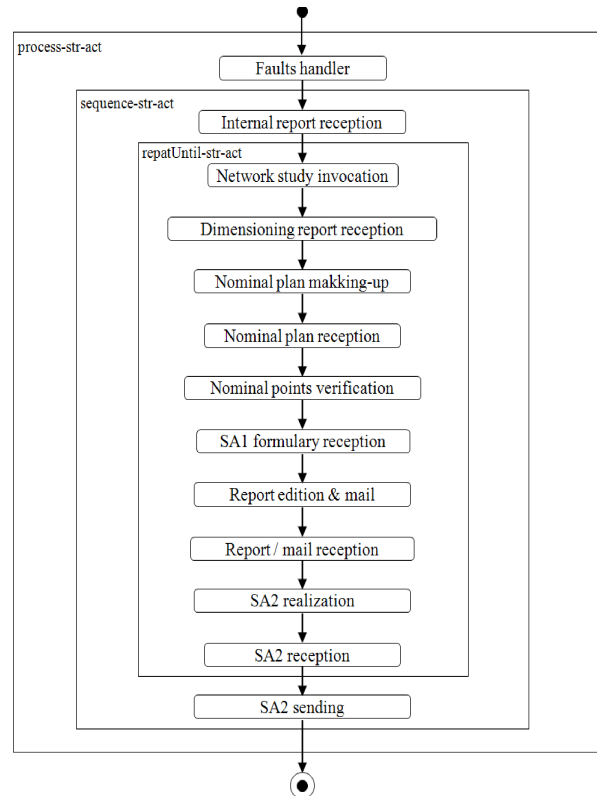 process-str-act
Faults handler
sequence-str-act
Internal report reception
repatUntil-str-act
Network study invocation
Dimensioning report reception
Nominal plan makking-up
Nominal plan reception
Nominal points verification
SA1 formulary reception
Report edition & mail
Report / mail reception
SA2 realization
SA2 reception
SA2 sending